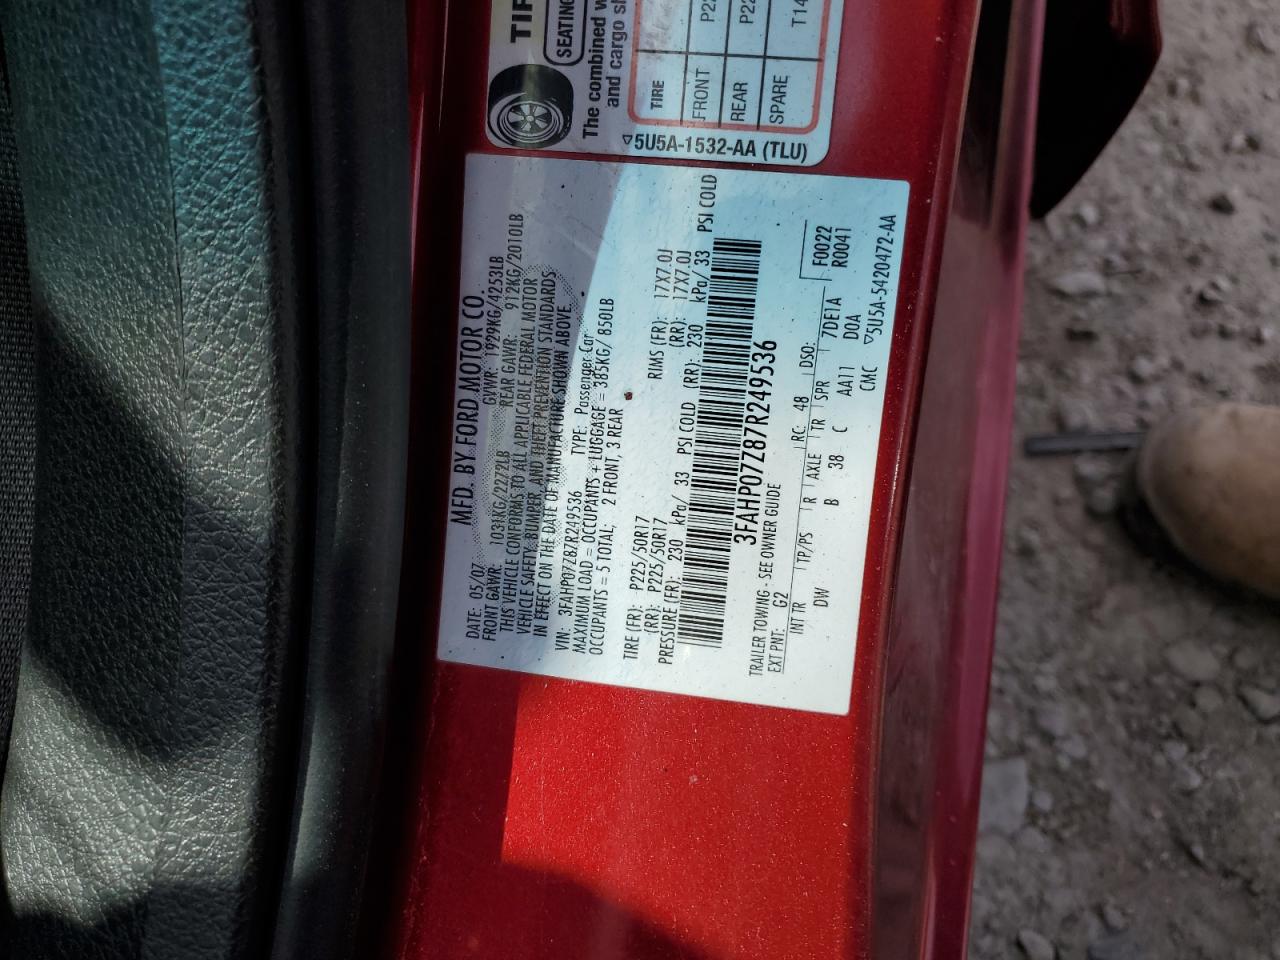 TIR
SEATING
The combined w
and cargo sh
TIRE
FRONT P22
REAR P22
SPARE T14
▽5U5A-1532-AA (TLU)
MFD. BY FORD MOTOR CO.
DATE: 05/07 GVWR: 1929KG/4253LB
FRONT GAWR: 1031KG/2272LB REAR GAWR: 912KG/2010LB
THIS VEHICLE CONFORMS TO ALL APPLICABLE FEDERAL MOTOR
VEHICLE SAFETY, BUMPER, AND THEFT PREVENTION STANDARDS
IN EFFECT ON THE DATE OF MANUFACTURE SHOWN ABOVE.
VIN: 3FAHP07Z87R249536 TYPE: Passenger Car
MAXIMUM LOAD = OCCUPANTS + LUGGAGE = 385KG/ 850LB
OCCUPANTS = 5 TOTAL; 2 FRONT, 3 REAR
TIRE (FR): P225/50R17 RIMS (FR): 17X7.0J
(RR): P225/50R17 (RR): 17X7.0J
PRESSURE (FR): 230 kPa/ 33 PSI COLD (RR): 230 kPa/ 33 PSI COLD
3FAHP07Z87R249536
TRAILER TOWING - SEE OWNER GUIDE
EXT PNT: G2 RC: 48 DSO: F0022
R0041
INT TR TP/PS R AXLE TR SPR 7DE1A
DW B 38 C AA11 DOA
CMC ▽5U5A-5420472-AA